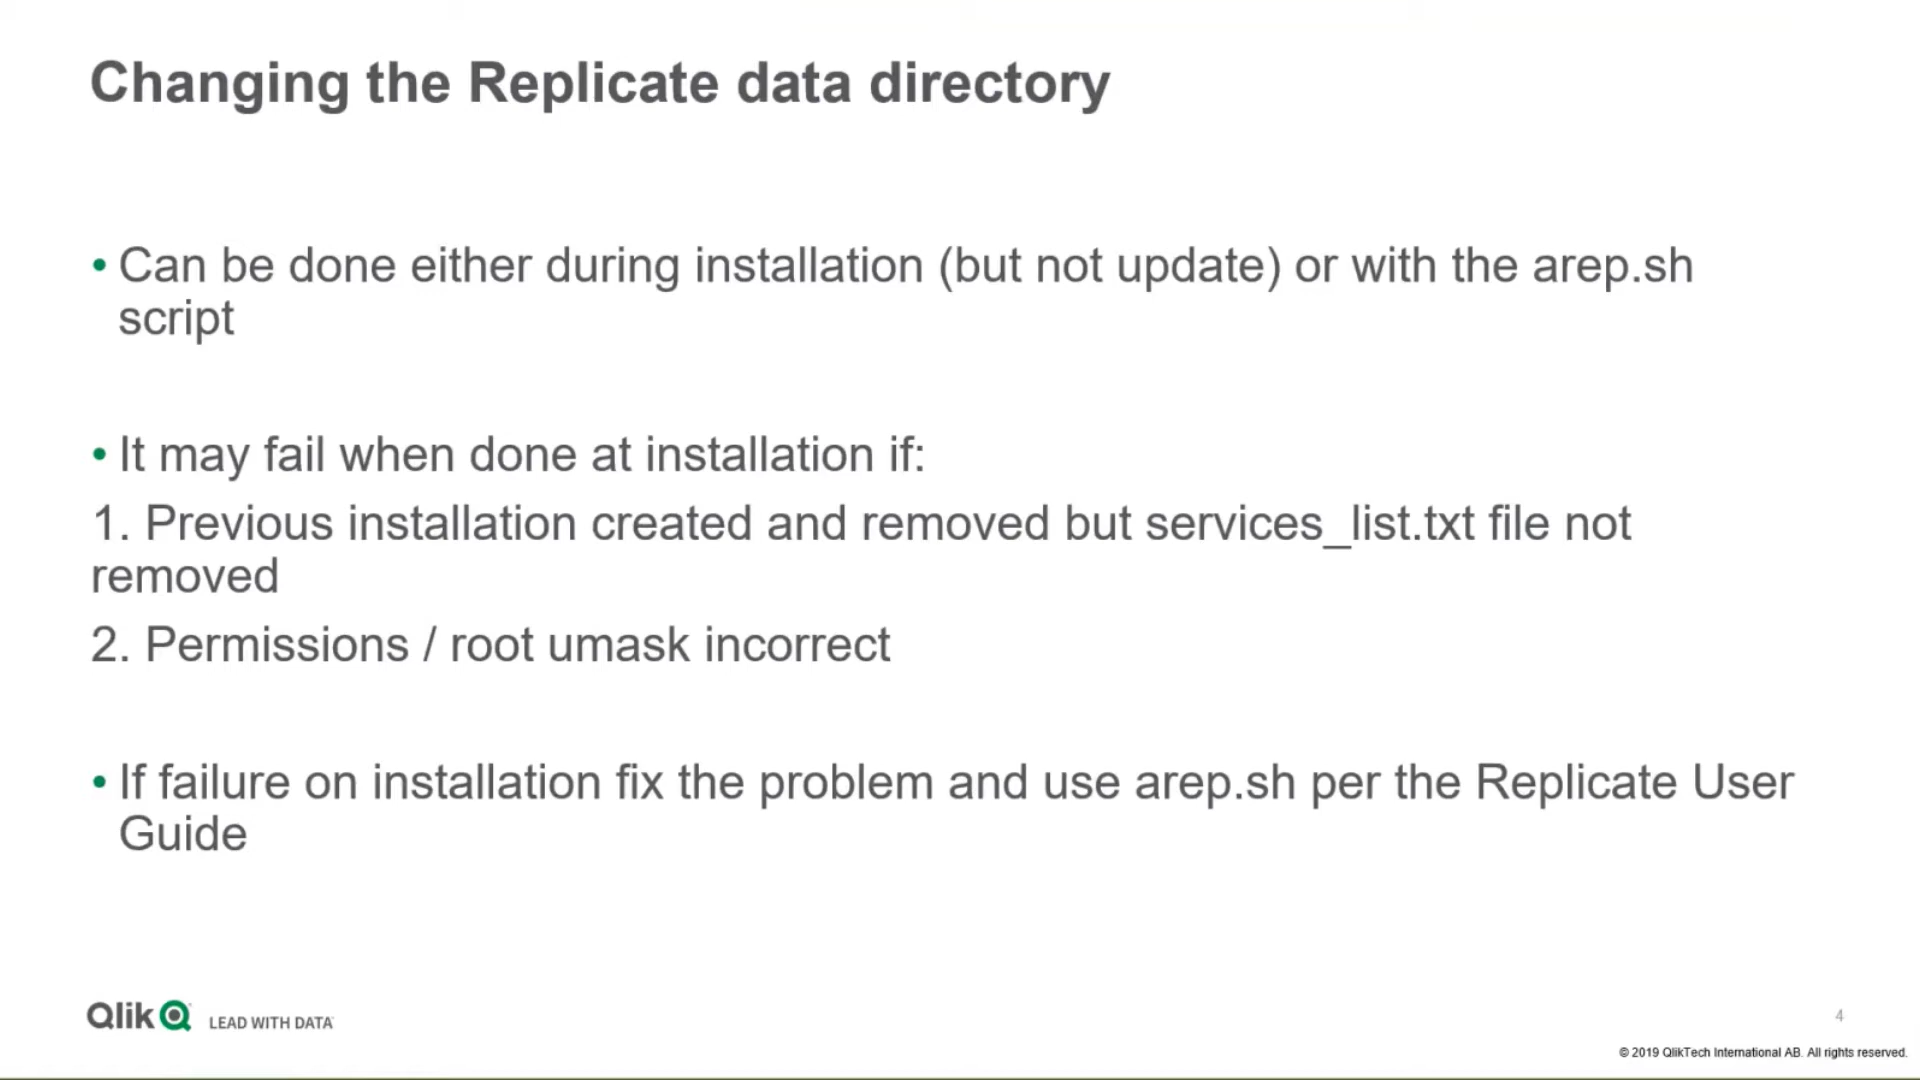 Changing the Replicate data directory
• Can be done either during installation (but not update) or with the arep.sh
script
• It may fail when done at installation if:
1. Previous installation created and removed but services_list.txt file not
removed
2. Permissions / root umask incorrect
• If failure on installation fix the problem and use arep.sh per the Replicate User
Guide
Qlik LEAD WITH DATA
4
© 2019 QlikTech International AB. All rights reserved.